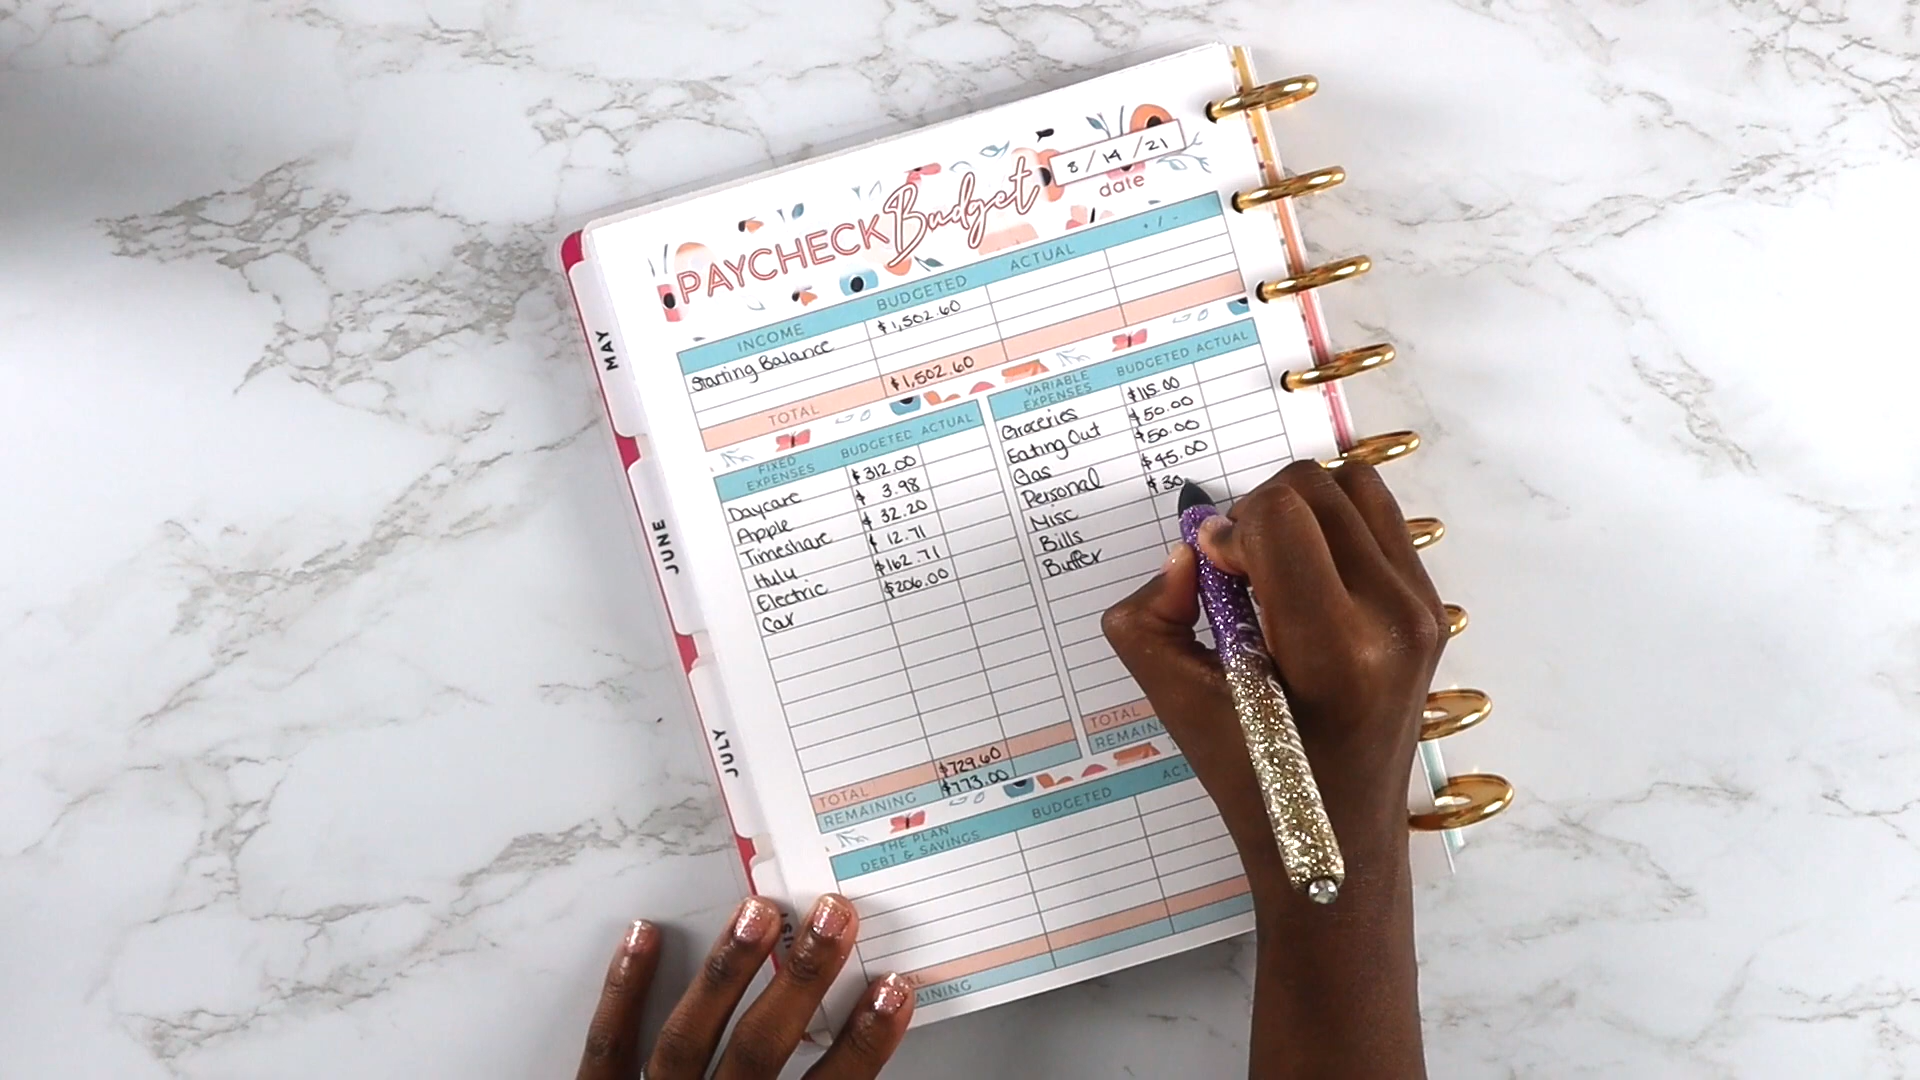 PAYCHECK Budget
8/14/21
date
INCOME BUDGETED ACTUAL + / -
Starting Balance $1,502.60
TOTAL $1,502.60
FIXED EXPENSES BUDGETED ACTUAL
Daycare $312.00
Apple $ 3.98
Timeshare $ 32.20
Hulu $ 12.71
Electric $162.71
Car $206.00
TOTAL $729.60
REMAINING $773.00
VARIABLE EXPENSES BUDGETED ACTUAL
Groceries $115.00
Eating Out $50.00
Gas $50.00
Personal $45.00
Misc $30
Bills
Buffer
TOTAL
REMAIN
THE PLAN
DEBT & SAVINGS BUDGETED ACT
AL
AINING
MAY
JUNE
JULY